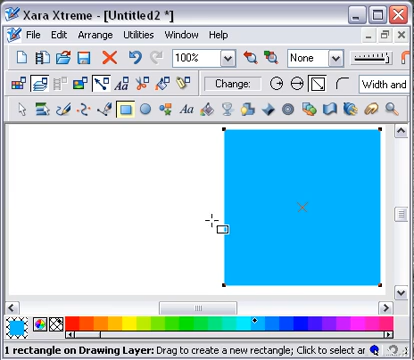 Xara Xtreme - [Untitled2 *]
File Edit Arrange Utilities Window Help
100% None
Change: Width and
1 rectangle on Drawing Layer: Drag to create a new rectangle; Click to select ar